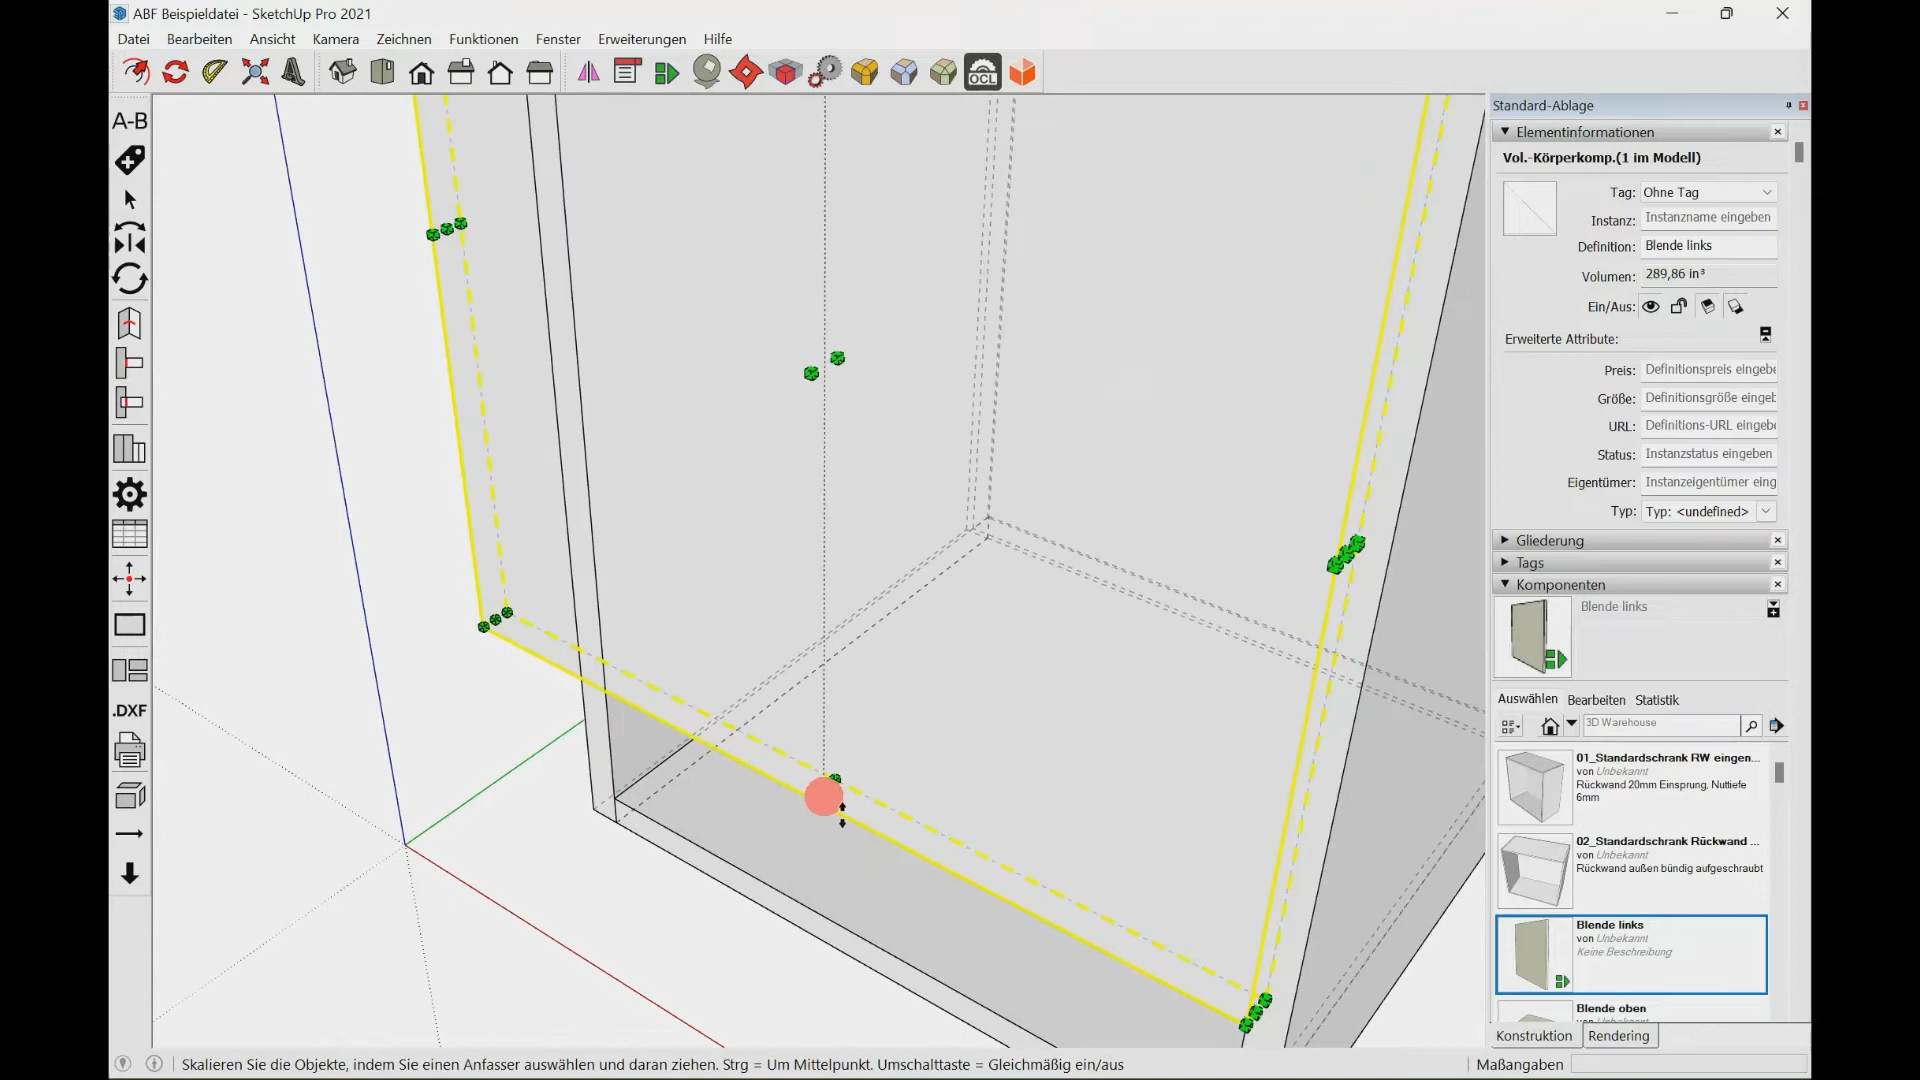 ABF Beispieldatei - SketchUp Pro 2021
Datei Bearbeiten Ansicht Kamera Zeichnen Funktionen Fenster Erweiterungen Hilfe
OCL
A-B
.DXF
Standard-Ablage
Elementinformationen
Vol.-Körperkomp.(1 im Modell)
Tag: Ohne Tag
Instanz: Instanzname eingeben
Definition: Blende links
Volumen: 289,86 in³
Ein/Aus:
Erweiterte Attribute:
Preis: Definitionspreis eingebe
Größe: Definitionsgröße eingeb
URL: Definitions-URL eingebe
Status: Instanzstatus eingeben
Eigentümer: Instanzeigentümer eing
Typ: Typ: <undefined>
Gliederung
Tags
Komponenten
Blende links
Auswählen Bearbeiten Statistik
3D Warehouse
01_Standardschrank RW eingen...
von Unbekannt
Rückwand 20mm Einsprung, Nuttiefe
6mm
02_Standardschrank Rückwand ...
von Unbekannt
Rückwand außen bündig aufgeschraubt
Blende links
von Unbekannt
Keine Beschreibung
Blende oben
Konstruktion Rendering
Skalieren Sie die Objekte, indem Sie einen Anfasser auswählen und daran ziehen. Strg = Um Mittelpunkt. Umschalttaste = Gleichmäßig ein/aus
Maßangaben